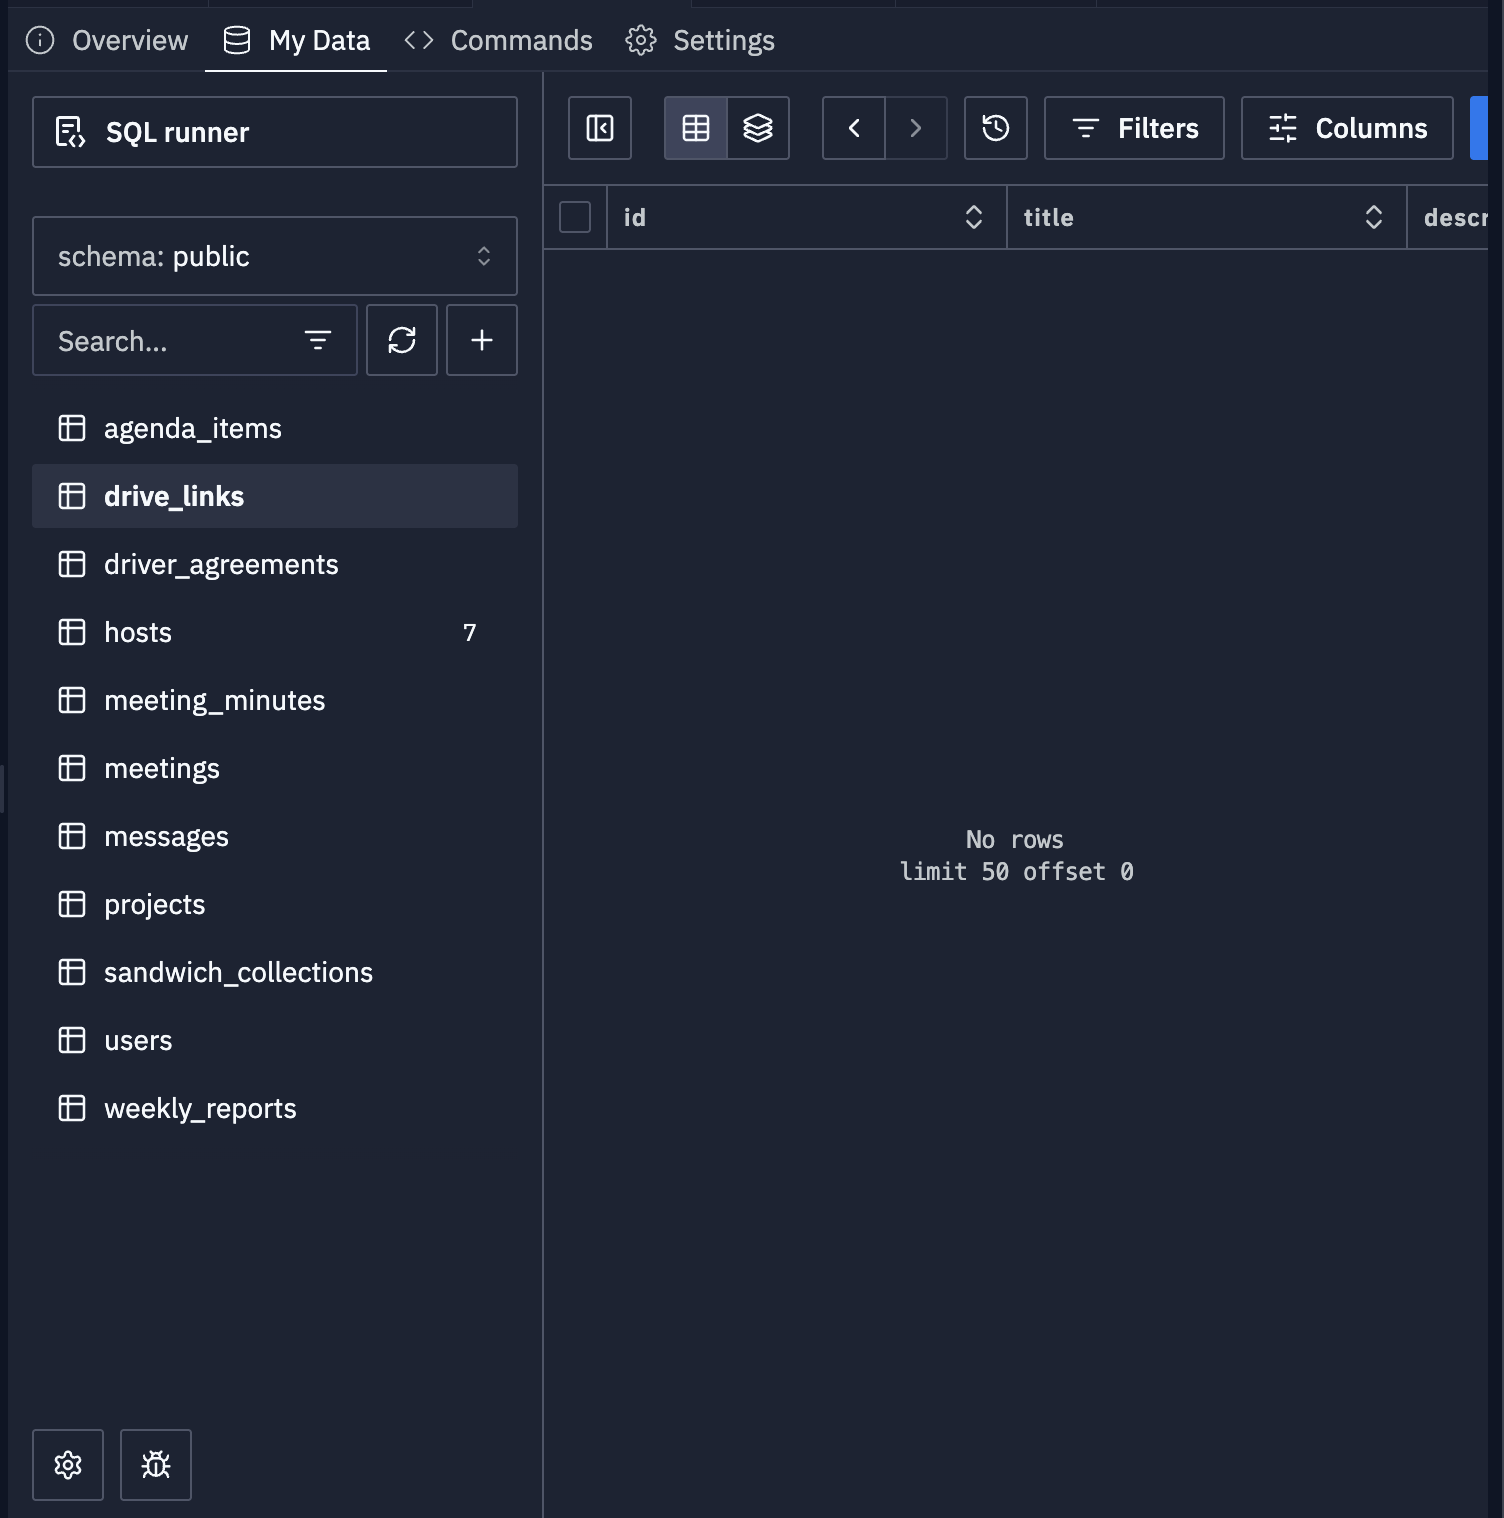 Overview
My Data
Commands
Settings
SQL runner
schema: public
Search...
agenda_items
drive_links
driver_agreements
hosts 7
meeting_minutes
meetings
messages
projects
sandwich_collections
users
weekly_reports
Filters
Columns
id
title
descr
No rows
limit 50 offset 0